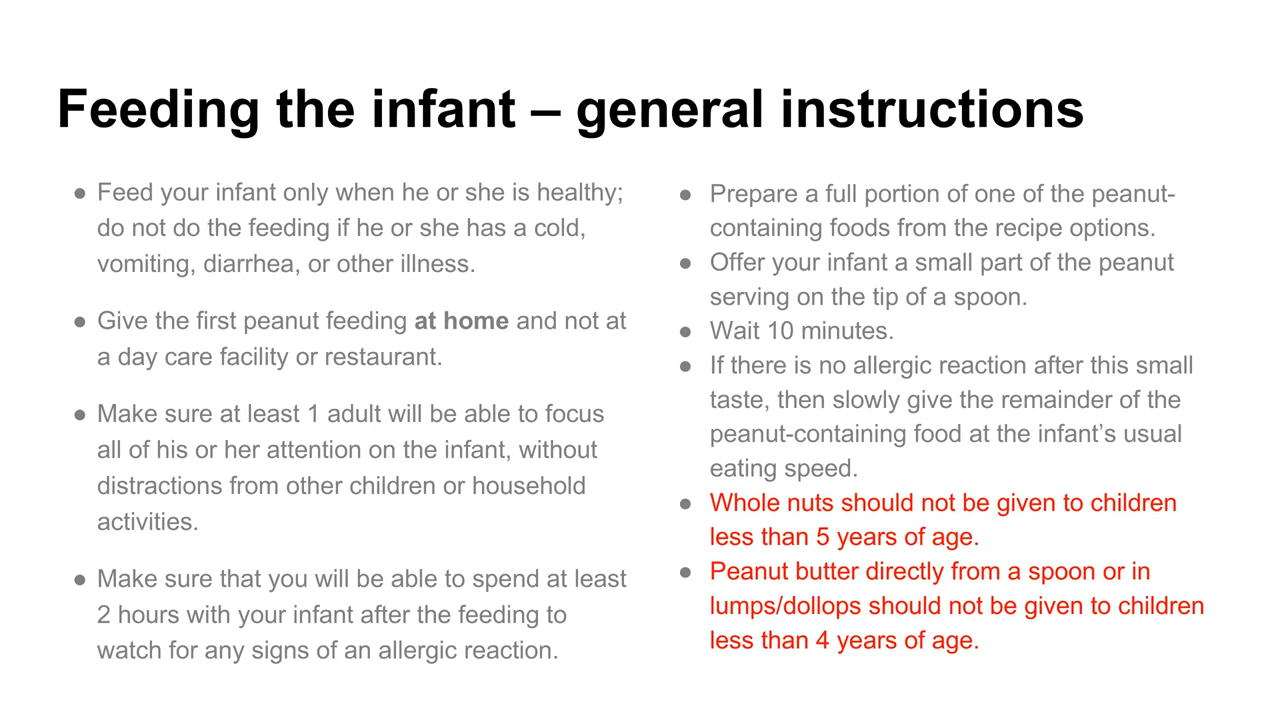 Feeding the infant – general instructions
● Feed your infant only when he or she is healthy;
do not do the feeding if he or she has a cold,
vomiting, diarrhea, or other illness.
● Give the first peanut feeding at home and not at
a day care facility or restaurant.
● Make sure at least 1 adult will be able to focus
all of his or her attention on the infant, without
distractions from other children or household
activities.
● Make sure that you will be able to spend at least
2 hours with your infant after the feeding to
watch for any signs of an allergic reaction.
● Prepare a full portion of one of the peanut-
containing foods from the recipe options.
● Offer your infant a small part of the peanut
serving on the tip of a spoon.
● Wait 10 minutes.
● If there is no allergic reaction after this small
taste, then slowly give the remainder of the
peanut-containing food at the infant’s usual
eating speed.
● Whole nuts should not be given to children
less than 5 years of age.
● Peanut butter directly from a spoon or in
lumps/dollops should not be given to children
less than 4 years of age.